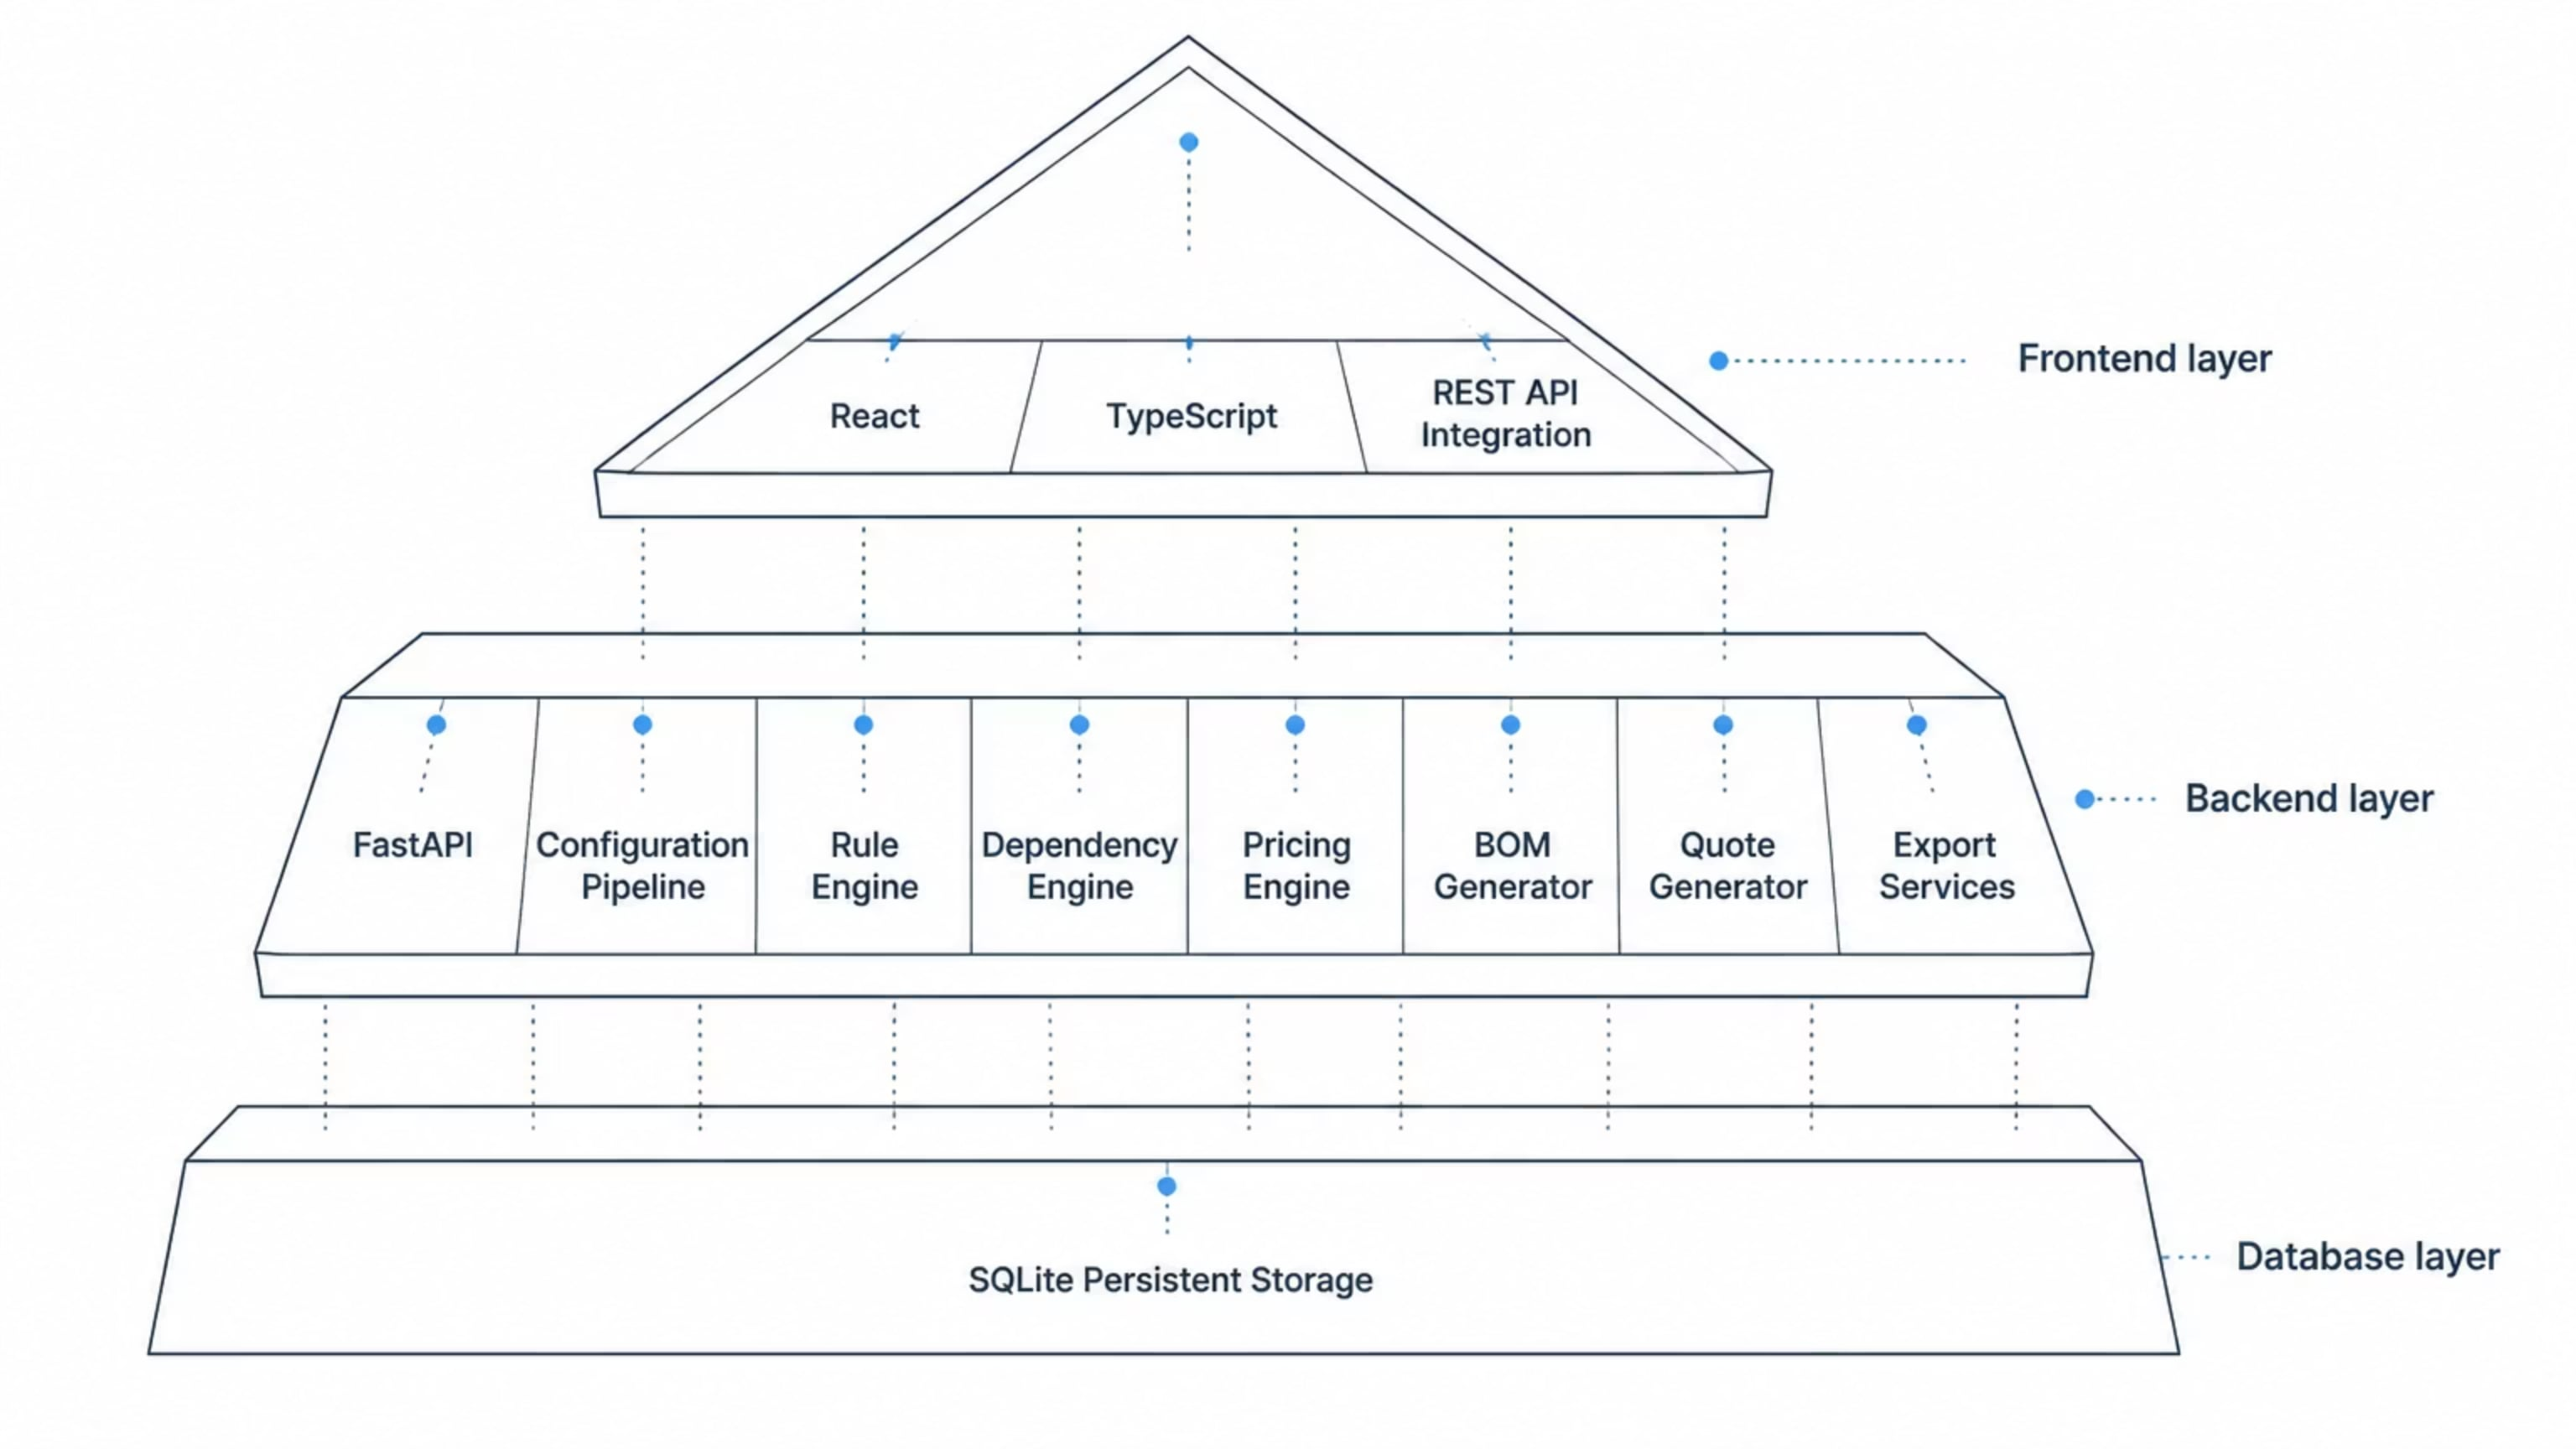 React
TypeScript
REST API
Integration
Frontend layer
FastAPI
Configuration
Pipeline
Rule
Engine
Dependency
Engine
Pricing
Engine
BOM
Generator
Quote
Generator
Export
Services
Backend layer
SQLite Persistent Storage
Database layer